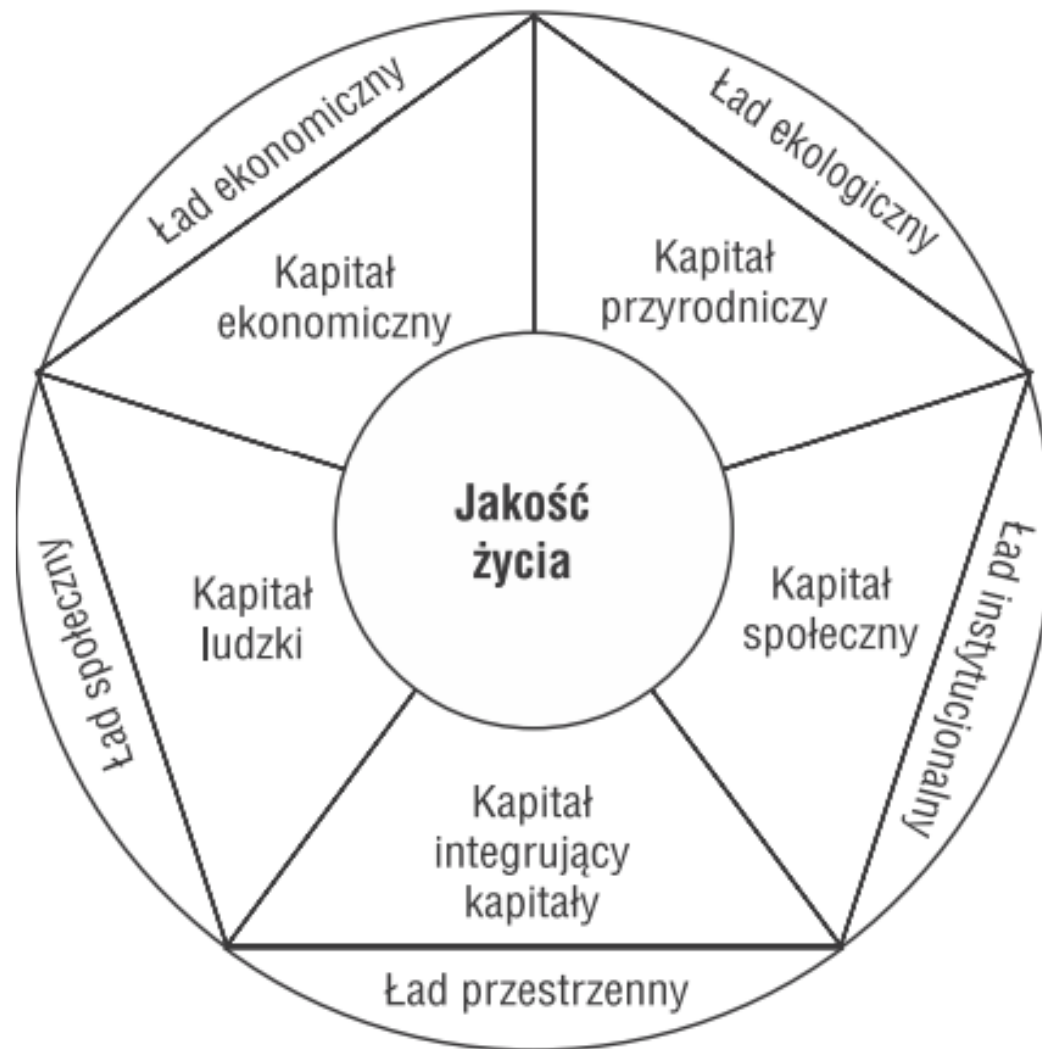 Ład ekonomiczny
Ład ekologiczny
Kapitał
ekonomiczny
Kapitał
przyrodniczy
Jakość
życia
Ład społeczny
Kapitał
ludzki
Kapitał
społeczny
Ład instytucjonalny
Kapitał
integrujący
kapitały
Ład przestrzenny